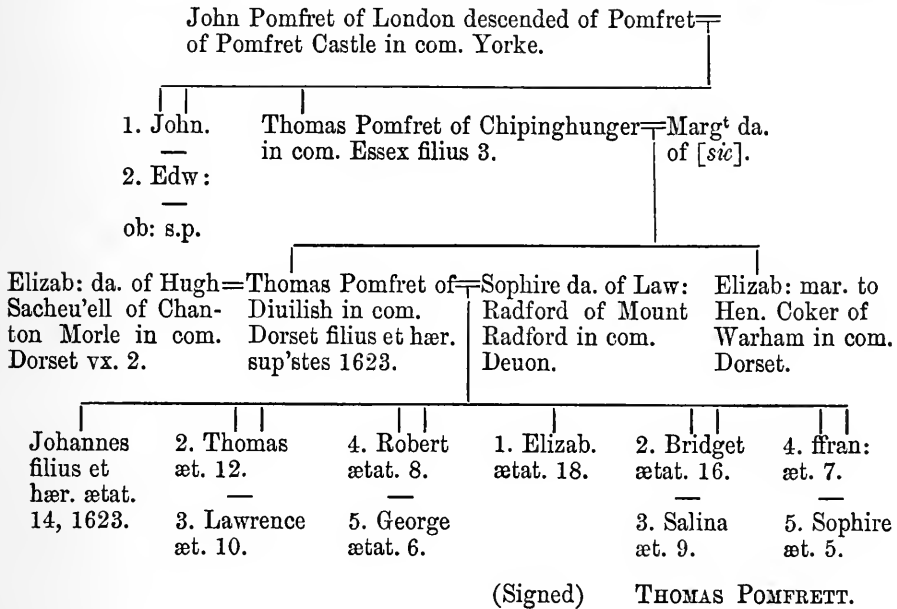 John Pomfret of London descended of Pomfret
of Pomfret Castle in com. Yorke.
1. John.
2. Edw:
ob: s.p.
Thomas Pomfret of Chipinghunger=Margᵗ da.
in com. Essex filius 3.
of [sic].
Elizab: da. of Hugh=
Sacheu'ell of Chan-
ton Morle in com.
Dorset vx. 2.
Thomas Pomfret of=
Diuilish in com.
Dorset filius et hær.
sup'stes 1623.
Sophire da. of Law:
Radford of Mount
Radford in com.
Deuon.
Elizab: mar. to
Hen. Coker of
Warham in com.
Dorset.
Johannes
filius et
hær. ætat.
14, 1623.
2. Thomas
æt. 12.
3. Lawrence
æt. 10.
4. Robert
ætat. 8.
5. George
ætat. 6.
1. Elizab.
ætat. 18.
2. Bridget
ætat. 16.
3. Salina
æt. 9.
4. ffran:
æt. 7.
5. Sophire
æt. 5.
(Signed) THOMAS POMFRETT.